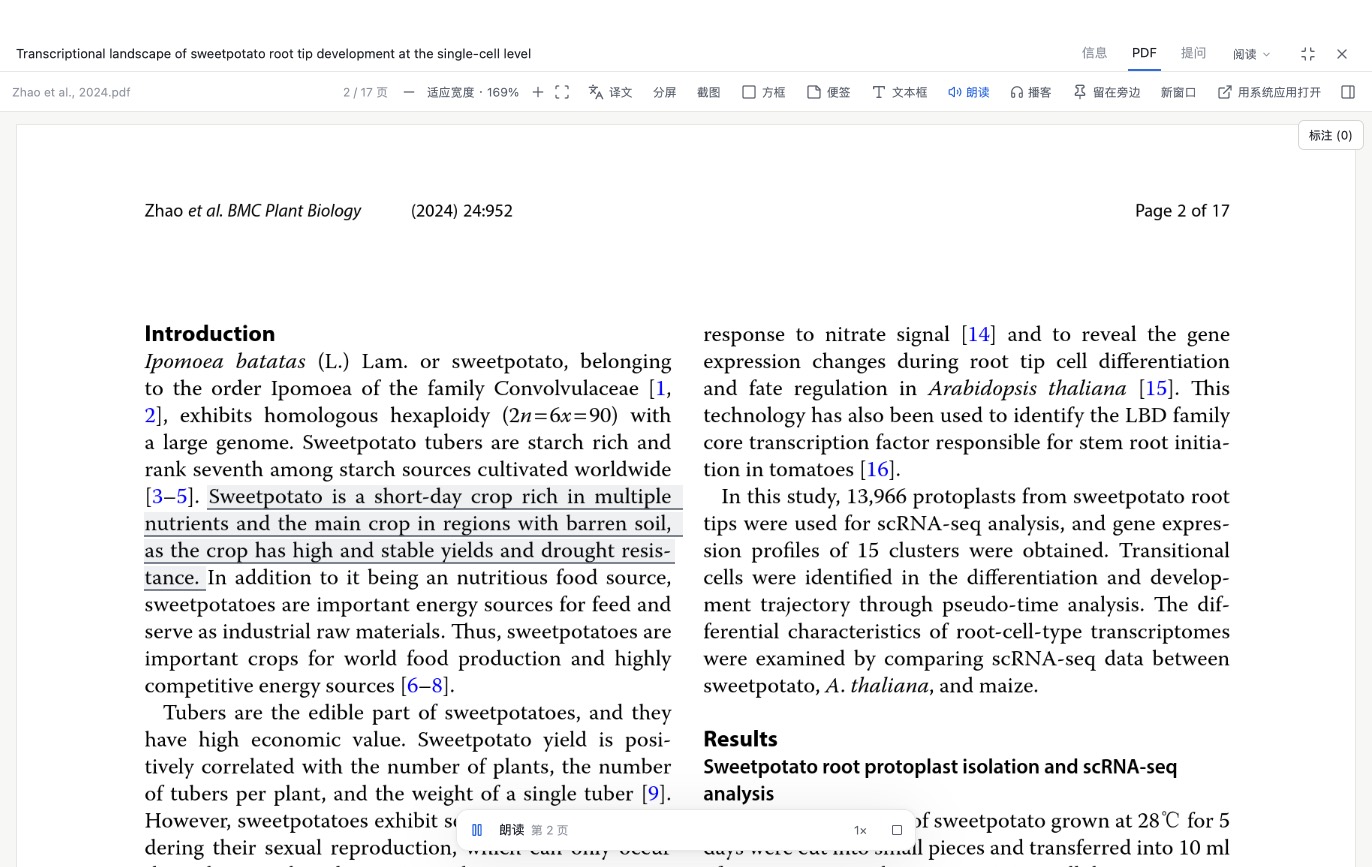 Transcriptional landscape of sweetpotato root tip development at the single-cell level
信息 PDF 提问 阅读
Zhao et al., 2024.pdf
2 / 17 页 适应宽度 · 169% 译文 分屏 截图 方框 便签 文本框 朗读 播客 留在旁边 新窗口 用系统应用打开
标注 (0)
Zhao et al. BMC Plant Biology (2024) 24:952
Page 2 of 17
Introduction
Ipomoea batatas (L.) Lam. or sweetpotato, belonging
to the order Ipomoea of the family Convolvulaceae [1,
2], exhibits homologous hexaploidy (2n=6x=90) with
a large genome. Sweetpotato tubers are starch rich and
rank seventh among starch sources cultivated worldwide
[3–5]. Sweetpotato is a short-day crop rich in multiple
nutrients and the main crop in regions with barren soil,
as the crop has high and stable yields and drought resis-
tance. In addition to it being an nutritious food source,
sweetpotatoes are important energy sources for feed and
serve as industrial raw materials. Thus, sweetpotatoes are
important crops for world food production and highly
competitive energy sources [6–8].
Tubers are the edible part of sweetpotatoes, and they
have high economic value. Sweetpotato yield is posi-
tively correlated with the number of plants, the number
of tubers per plant, and the weight of a single tuber [9].
However, sweetpotatoes exhibit
dering their sexual reproduction, which can only occur
response to nitrate signal [14] and to reveal the gene
expression changes during root tip cell differentiation
and fate regulation in Arabidopsis thaliana [15]. This
technology has also been used to identify the LBD family
core transcription factor responsible for stem root initia-
tion in tomatoes [16].
In this study, 13,966 protoplasts from sweetpotato root
tips were used for scRNA-seq analysis, and gene expres-
sion profiles of 15 clusters were obtained. Transitional
cells were identified in the differentiation and develop-
ment trajectory through pseudo-time analysis. The dif-
ferential characteristics of root-cell-type transcriptomes
were examined by comparing scRNA-seq data between
sweetpotato, A. thaliana, and maize.
Results
Sweetpotato root protoplast isolation and scRNA-seq
analysis
of sweetpotato grown at 28℃ for 5
days were cut into small pieces and transferred into 10 ml
朗读 第 2 页 1x